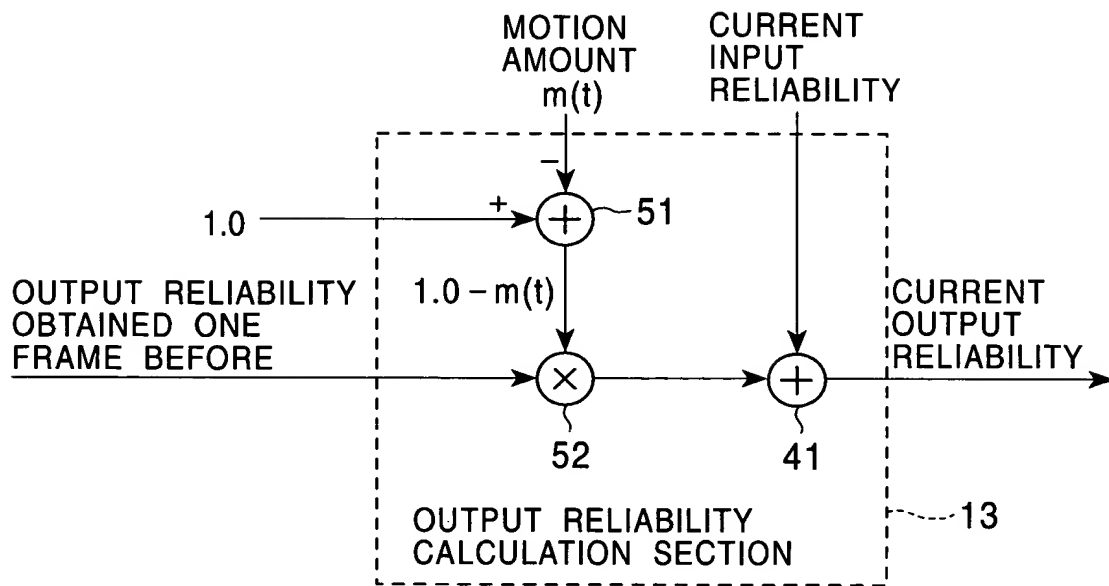 MOTION
AMOUNT
m(t)
CURRENT
INPUT
RELIABILITY
−
+
1.0
+
51
1.0 − m(t)
OUTPUT RELIABILITY
OBTAINED ONE
FRAME BEFORE
CURRENT
OUTPUT
RELIABILITY
×
+
52
41
OUTPUT RELIABILITY
CALCULATION SECTION
13